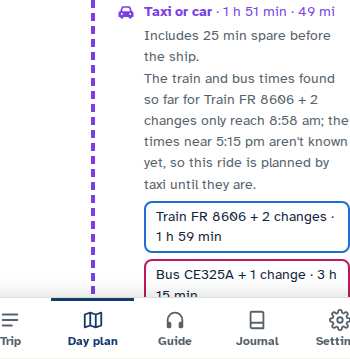 Taxi or car · 1 h 51 min · 49 mi
Includes 25 min spare before
the ship.
The train and bus times found
so far for Train FR 8606 + 2
changes only reach 8:58 am; the
times near 5:15 pm aren't known
yet, so this ride is planned by
taxi until they are.
Train FR 8606 + 2 changes ·
1 h 59 min
Bus CE325A + 1 change · 3 h
15 min
Trip
Day plan
Guide
Journal
Settin